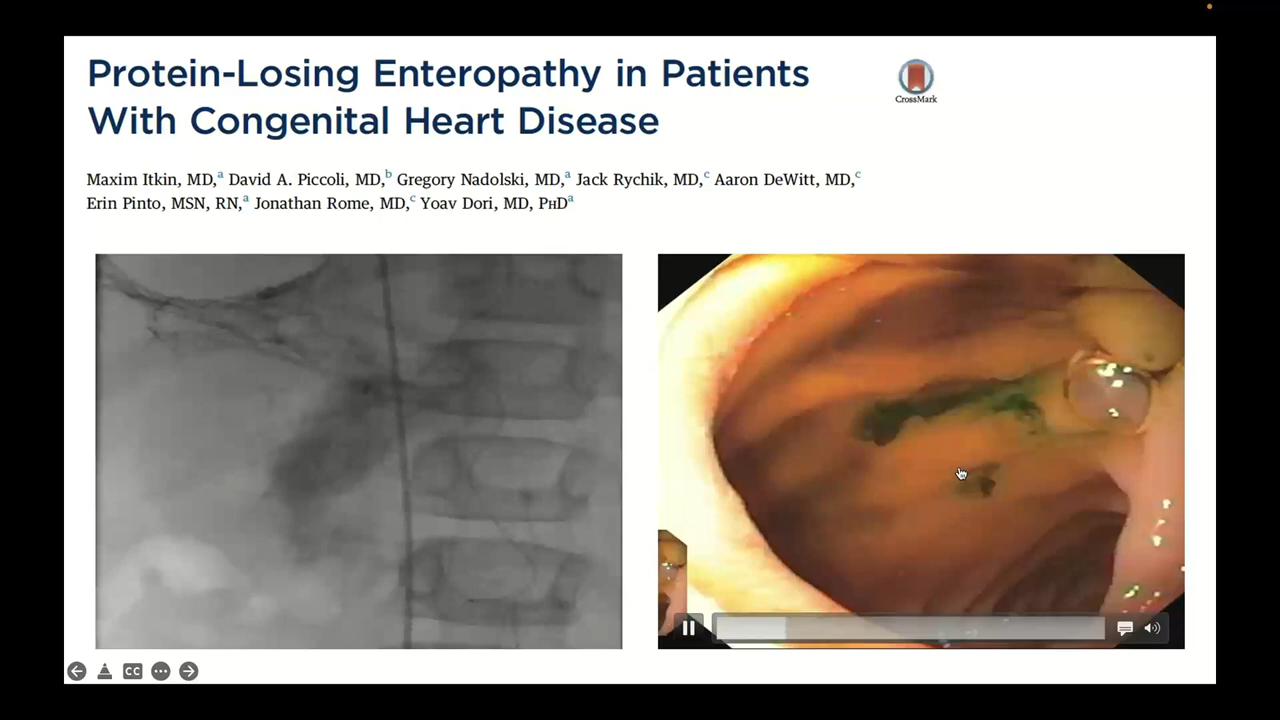 Protein-Losing Enteropathy in Patients
With Congenital Heart Disease
CrossMark
Maxim Itkin, MD,a David A. Piccoli, MD,b Gregory Nadolski, MD,a Jack Rychik, MD,c Aaron DeWitt, MD,c
Erin Pinto, MSN, RN,a Jonathan Rome, MD,c Yoav Dori, MD, PhDa
CC